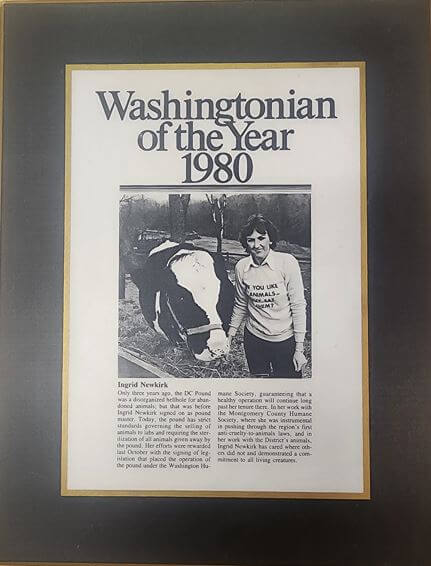 Washingtonian
of the Year
1980
YOU LIKE
ANIMALS—
EAT
THEM?
Ingrid Newkirk
Only three years ago, the DC Pound
was a disorganized hellhole for aban-
doned animals; but that was before
Ingrid Newkirk signed on as pound
master. Today, the pound has strict
standards governing the selling of
animals to labs and requiring the ster-
ilization of all animals given away by
the pound. Her efforts were rewarded
last October with the signing of leg-
islation that placed the operation of
the pound under the Washington Hu-
mane Society, guaranteeing that a
healthy operation will continue long
past her tenure there. In her work with
the Montgomery County Humane
Society, where she was instrumental
in pushing through the region's first
anti-cruelty-to-animals laws, and in
her work with the District's animals,
Ingrid Newkirk has cared where oth-
ers did not and demonstrated a com-
mitment to all living creatures.